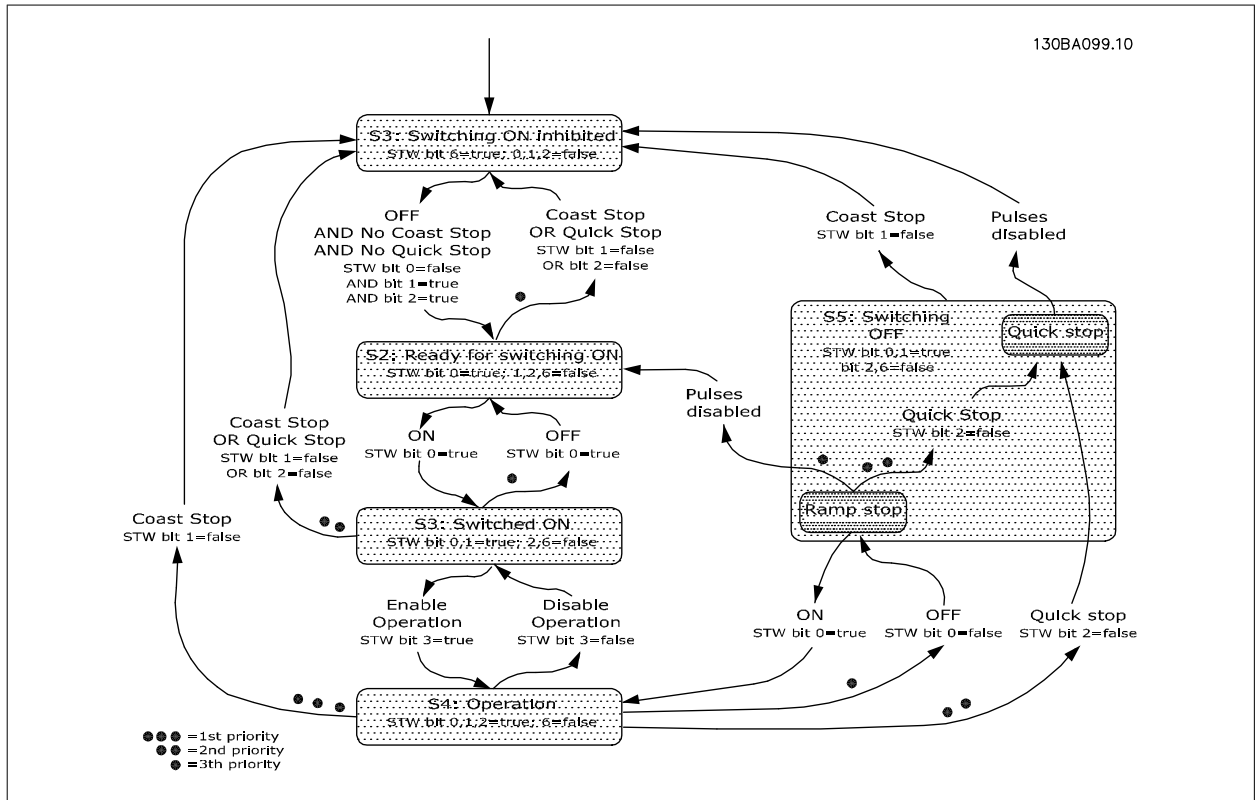 130BA099.10
S3: Switching ON inhibited
STW bit 6=true; 0,1,2=false
OFF
AND No Coast Stop
AND No Quick Stop
STW bit 0=false
AND bit 1=true
AND bit 2=true
Coast Stop
OR Quick Stop
STW bit 1=false
OR bit 2=false
Coast Stop
STW bit 1=false
Pulses
disabled
S5: Switching
OFF
STW bit 0,1=true
bit 2,6=false
Quick stop
S2: Ready for switching ON
STW bit 0=true; 1,2,6=false
Pulses
disabled
Quick Stop
STW bit 2=false
Coast Stop
OR Quick Stop
STW bit 1=false
OR bit 2=false
ON
STW bit 0=true
OFF
STW bit 0=true
Ramp stop
Coast Stop
STW bit 1=false
S3: Switched ON
STW bit 0,1=true; 2,6=false
Enable
Operation
STW bit 3=true
Disable
Operation
STW bit 3=false
ON
STW bit 0=true
OFF
STW bit 0=false
Quick stop
STW bit 2=false
S4: Operation
STW bit 0,1,2=true; 6=false
=1st priority
=2nd priority
=3th priority